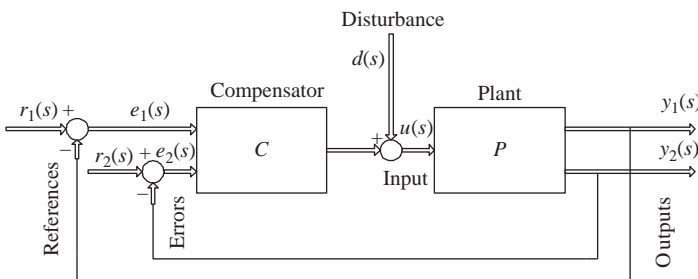 Disturbance
d(s)
Compensator
Plant
r1(s) +
e1(s)
y1(s)
+
u(s)
−
r2(s) +
e2(s)
C
P
y2(s)
Input
−
References
Errors
Outputs